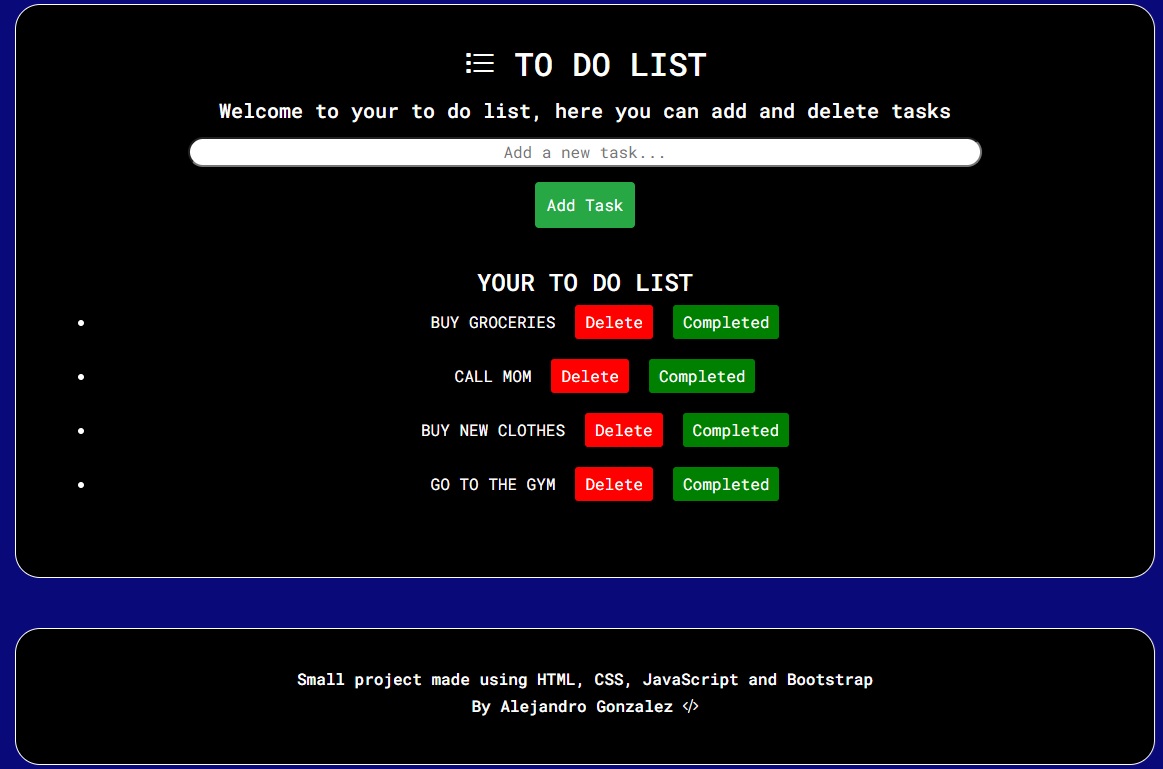 TO DO LIST
Welcome to your to do list, here you can add and delete tasks
Add a new task...
Add Task
YOUR TO DO LIST
BUY GROCERIES Delete Completed
CALL MOM Delete Completed
BUY NEW CLOTHES Delete Completed
GO TO THE GYM Delete Completed
Small project made using HTML, CSS, JavaScript and Bootstrap
By Alejandro Gonzalez </>